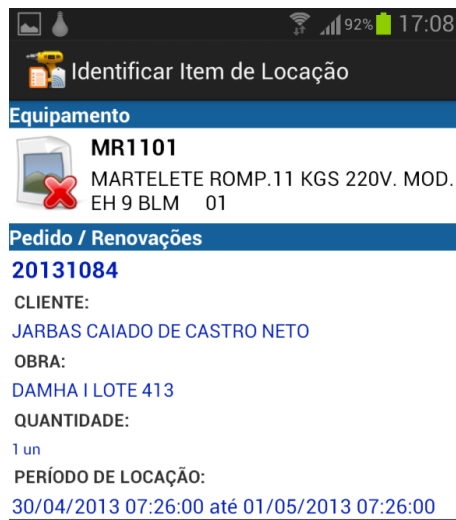 92% 17:08
Identificar Item de Locação
Equipamento
MR1101
MARTELETE ROMP.11 KGS 220V. MOD.
EH 9 BLM 01
Pedido / Renovações
20131084
CLIENTE:
JARBAS CAIADO DE CASTRO NETO
OBRA:
DAMHA I LOTE 413
QUANTIDADE:
1 un
PERÍODO DE LOCAÇÃO:
30/04/2013 07:26:00 até 01/05/2013 07:26:00